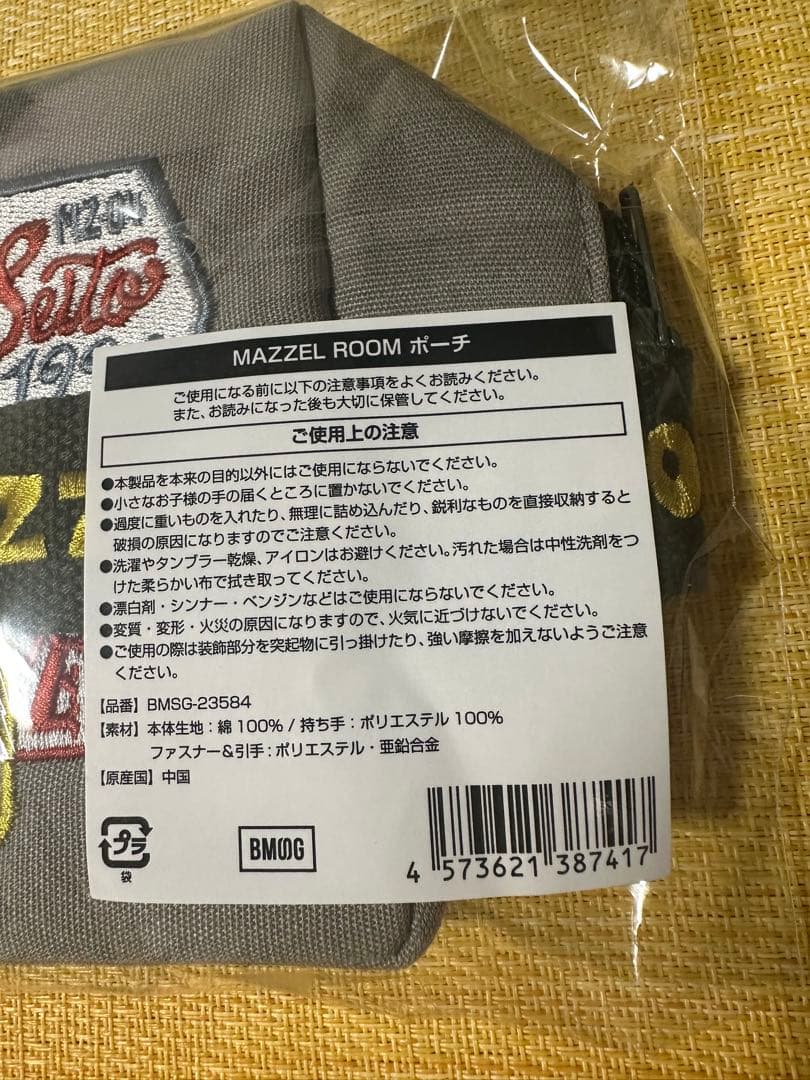 MZ-04
Seito
MAZZEL ROOM ポーチ
ご使用になる前に以下の注意事項をよくお読みください。
また、お読みになった後も大切に保管してください。
ご使用上の注意
●本製品を本来の目的以外にはご使用にならないでください。
●小さなお子様の手の届くところに置かないでください。
●過度に重いものを入れたり、無理に詰め込んだり、鋭利なものを直接収納すると
破損の原因になりますのでご注意ください。
●洗濯やタンブラー乾燥、アイロンはお避けください。汚れた場合は中性洗剤をつ
けた柔らかい布で拭き取ってください。
●漂白剤・シンナー・ベンジンなどはご使用にならないでください。
●変質・変形・火災の原因になりますので、火気に近づけないでください。
●ご使用の際は装飾部分を突起物に引っ掛けたり、強い摩擦を加えないようご注意
ください。
【品番】BMSG-23584
【素材】本体生地:綿 100% / 持ち手:ポリエステル 100%
ファスナー&引手:ポリエステル・亜鉛合金
【原産国】中国
プラ
袋
BMSG
4 573621 387417